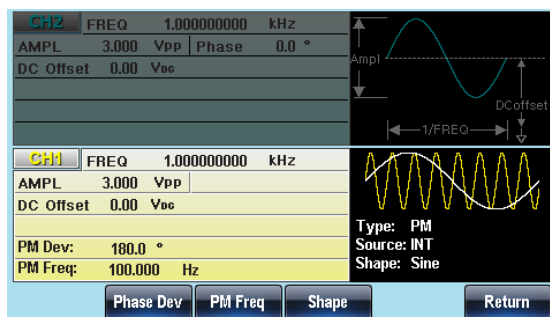 CH2 FREQ 1.000000000 kHz
AMPL 3.000 Vpp Phase 0.0 °
DC Offset 0.00 VDC
Ampl
DCoffset
1/FREQ
CH1 FREQ 1.000000000 kHz
AMPL 3.000 Vpp
DC Offset 0.00 VDC
PM Dev: 180.0 °
PM Freq: 100.000 Hz
Type: PM
Source: INT
Shape: Sine
Phase Dev PM Freq Shape Return